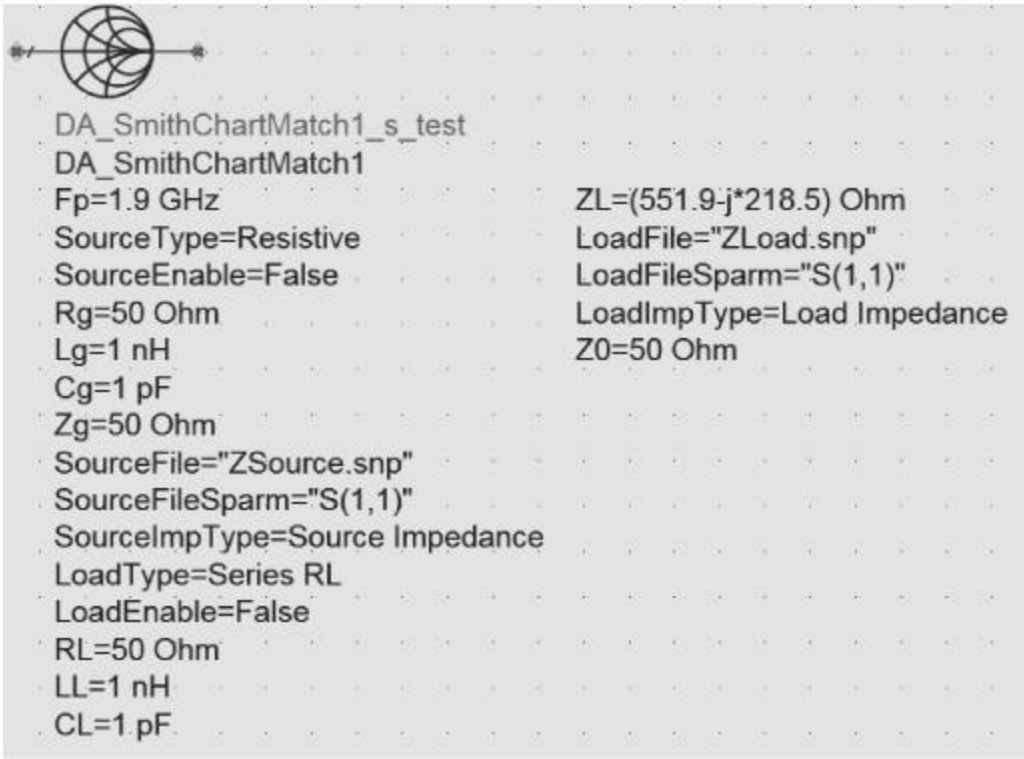 DA_SmithChartMatch1_s_test
DA_SmithChartMatch1
Fp=1.9 GHz
SourceType=Resistive
SourceEnable=False
Rg=50 Ohm
Lg=1 nH
Cg=1 pF
Zg=50 Ohm
SourceFile="ZSource.snp"
SourceFileSparm="S(1,1)"
SourceImpType=Source Impedance
LoadType=Series RL
LoadEnable=False
RL=50 Ohm
LL=1 nH
CL=1 pF
ZL=(551.9-j*218.5) Ohm
LoadFile="ZLoad.snp"
LoadFileSparm="S(1,1)"
LoadImpType=Load Impedance
Z0=50 Ohm